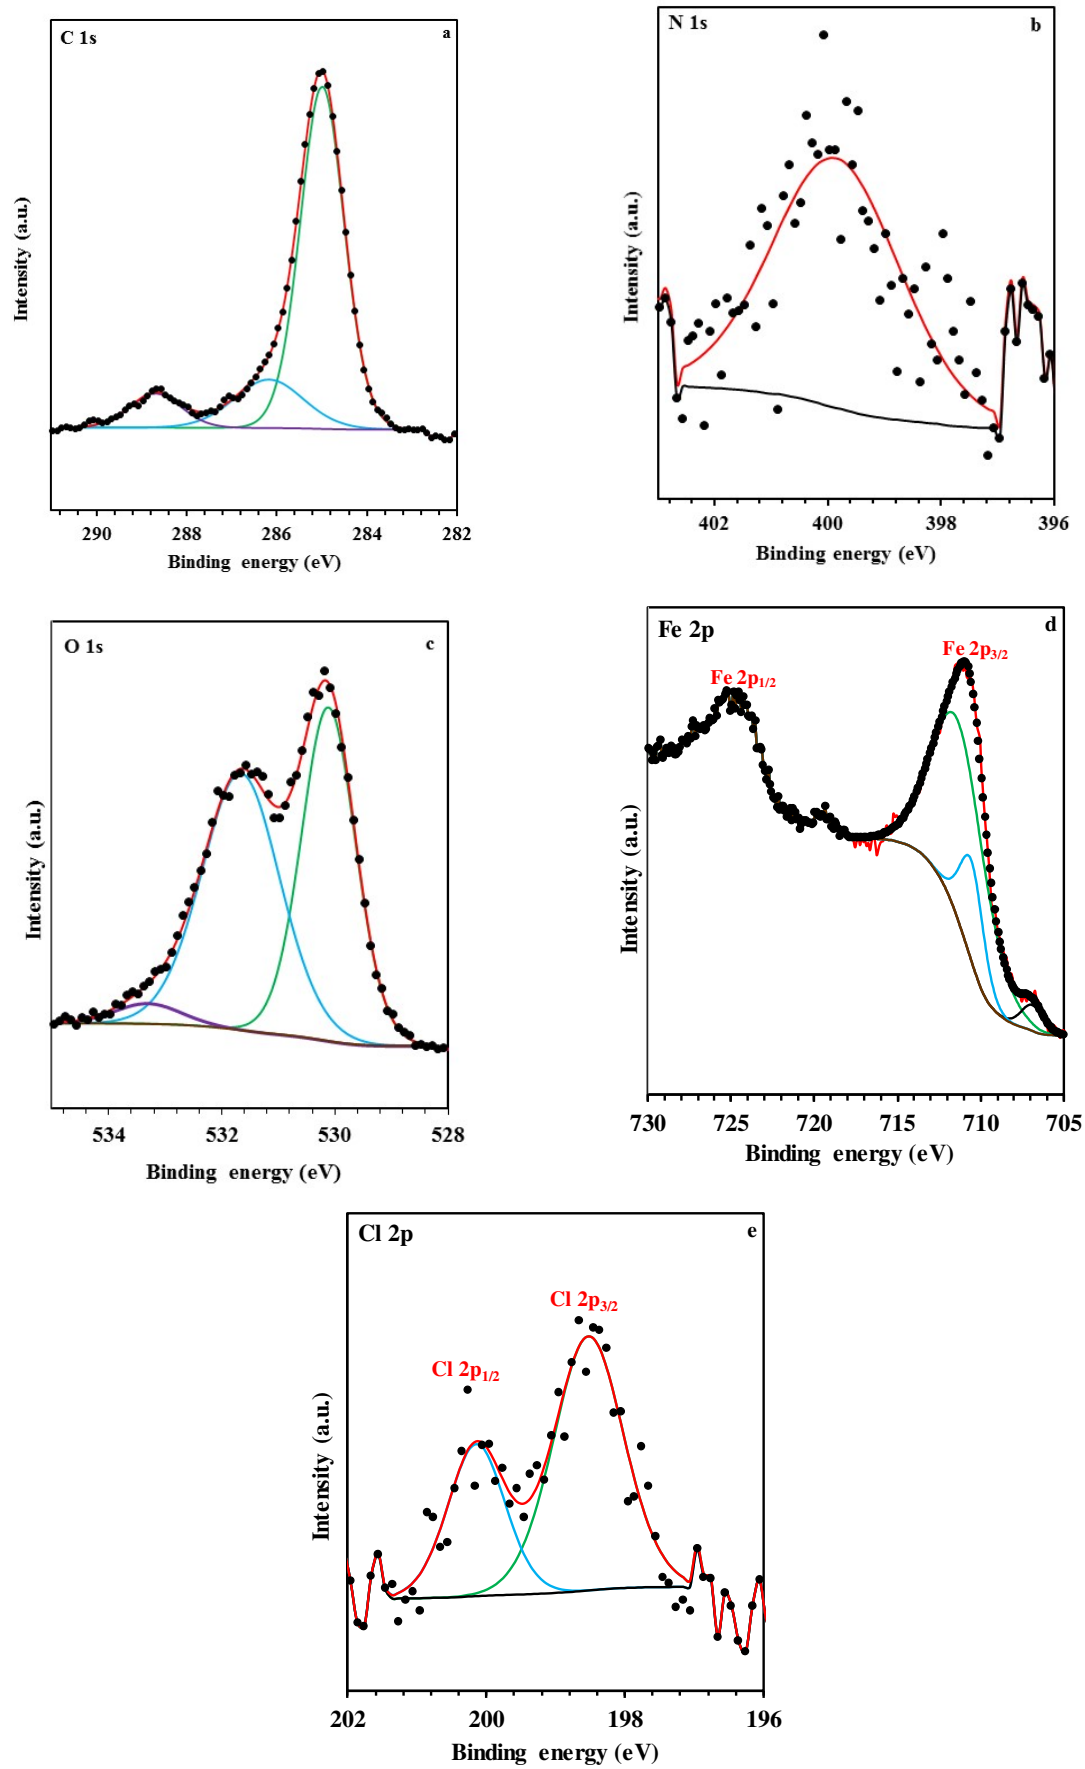 C 1s
a
Intensity (a.u.)
290 288 286 284 282
Binding energy (eV)
N 1s
b
Intensity (a.u.)
402 400 398 396
Binding energy (eV)
O 1s
c
Intensity (a.u.)
534 532 530 528
Binding energy (eV)
Fe 2p
d
Fe 2p1/2
Fe 2p3/2
Intensity (a.u.)
730 725 720 715 710 705
Binding energy (eV)
Cl 2p
e
Cl 2p3/2
Cl 2p1/2
Intensity (a.u.)
202 200 198 196
Binding energy (eV)